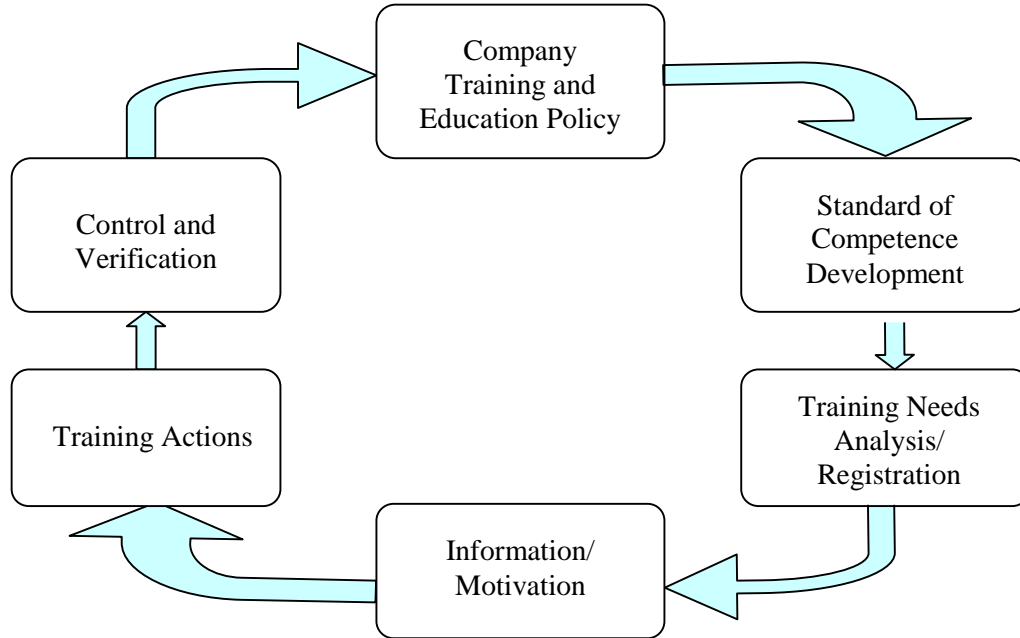 Company
Training and
Education Policy
Control and
Verification
Standard of
Competence
Development
Training Actions
Training Needs
Analysis/
Registration
Information/
Motivation